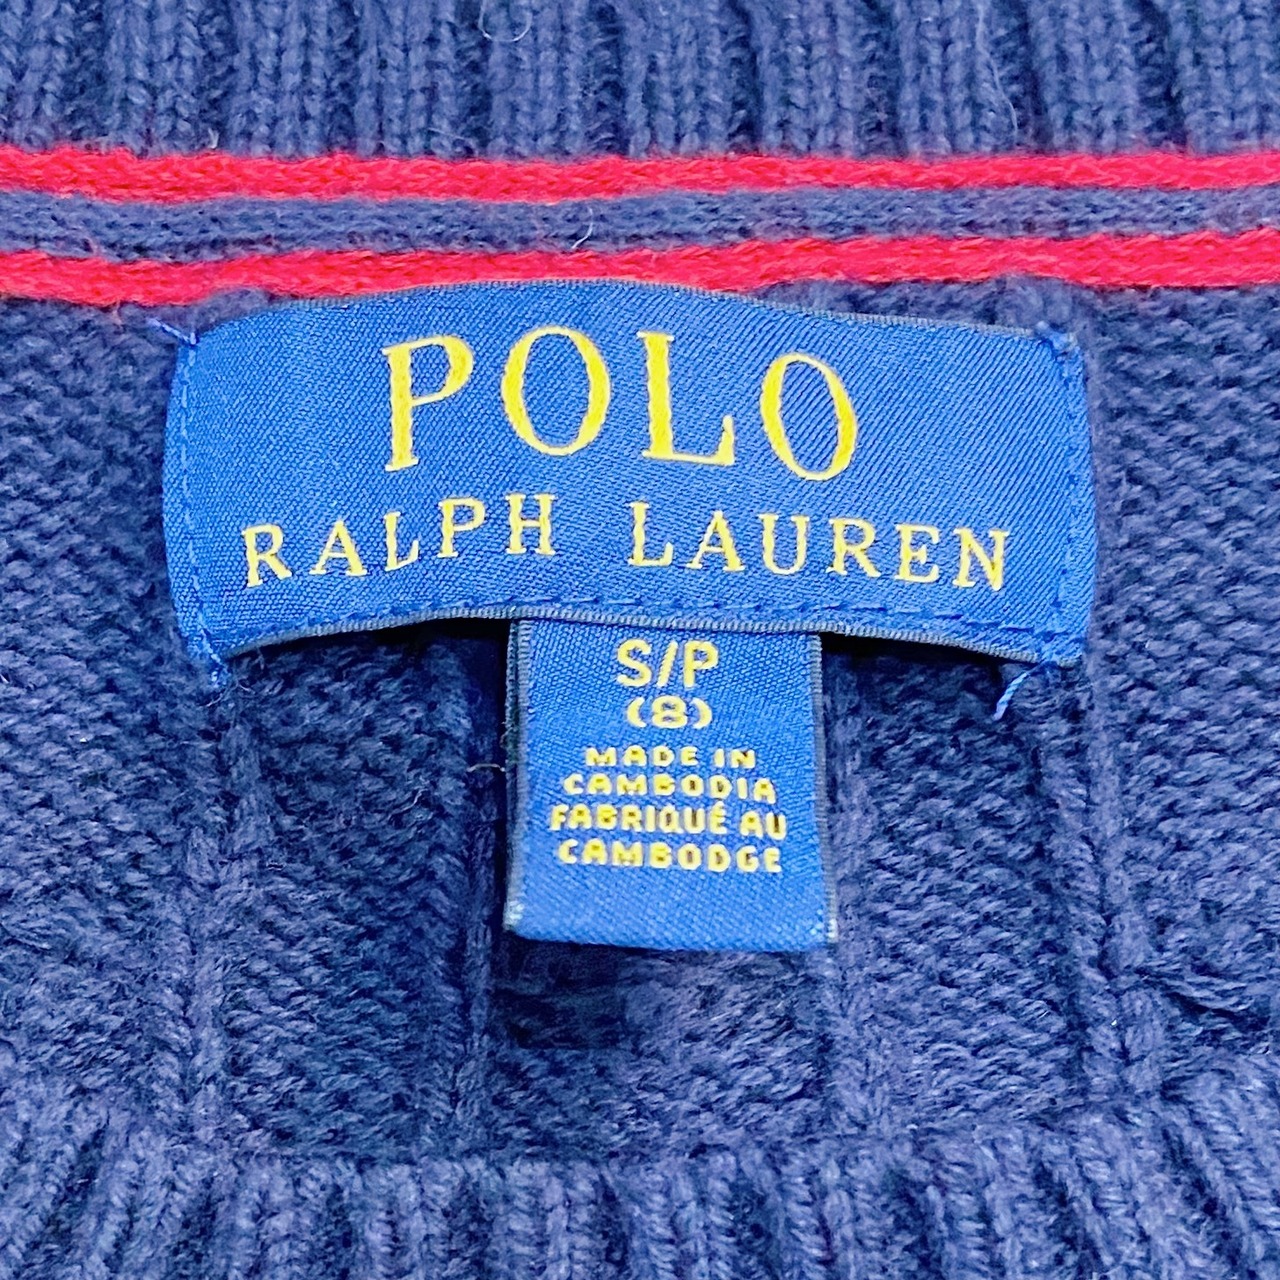 POLO
RALPH LAUREN
S/P
(8)
MADE IN
CAMBODIA
FABRIQUÉ AU
CAMBODGE